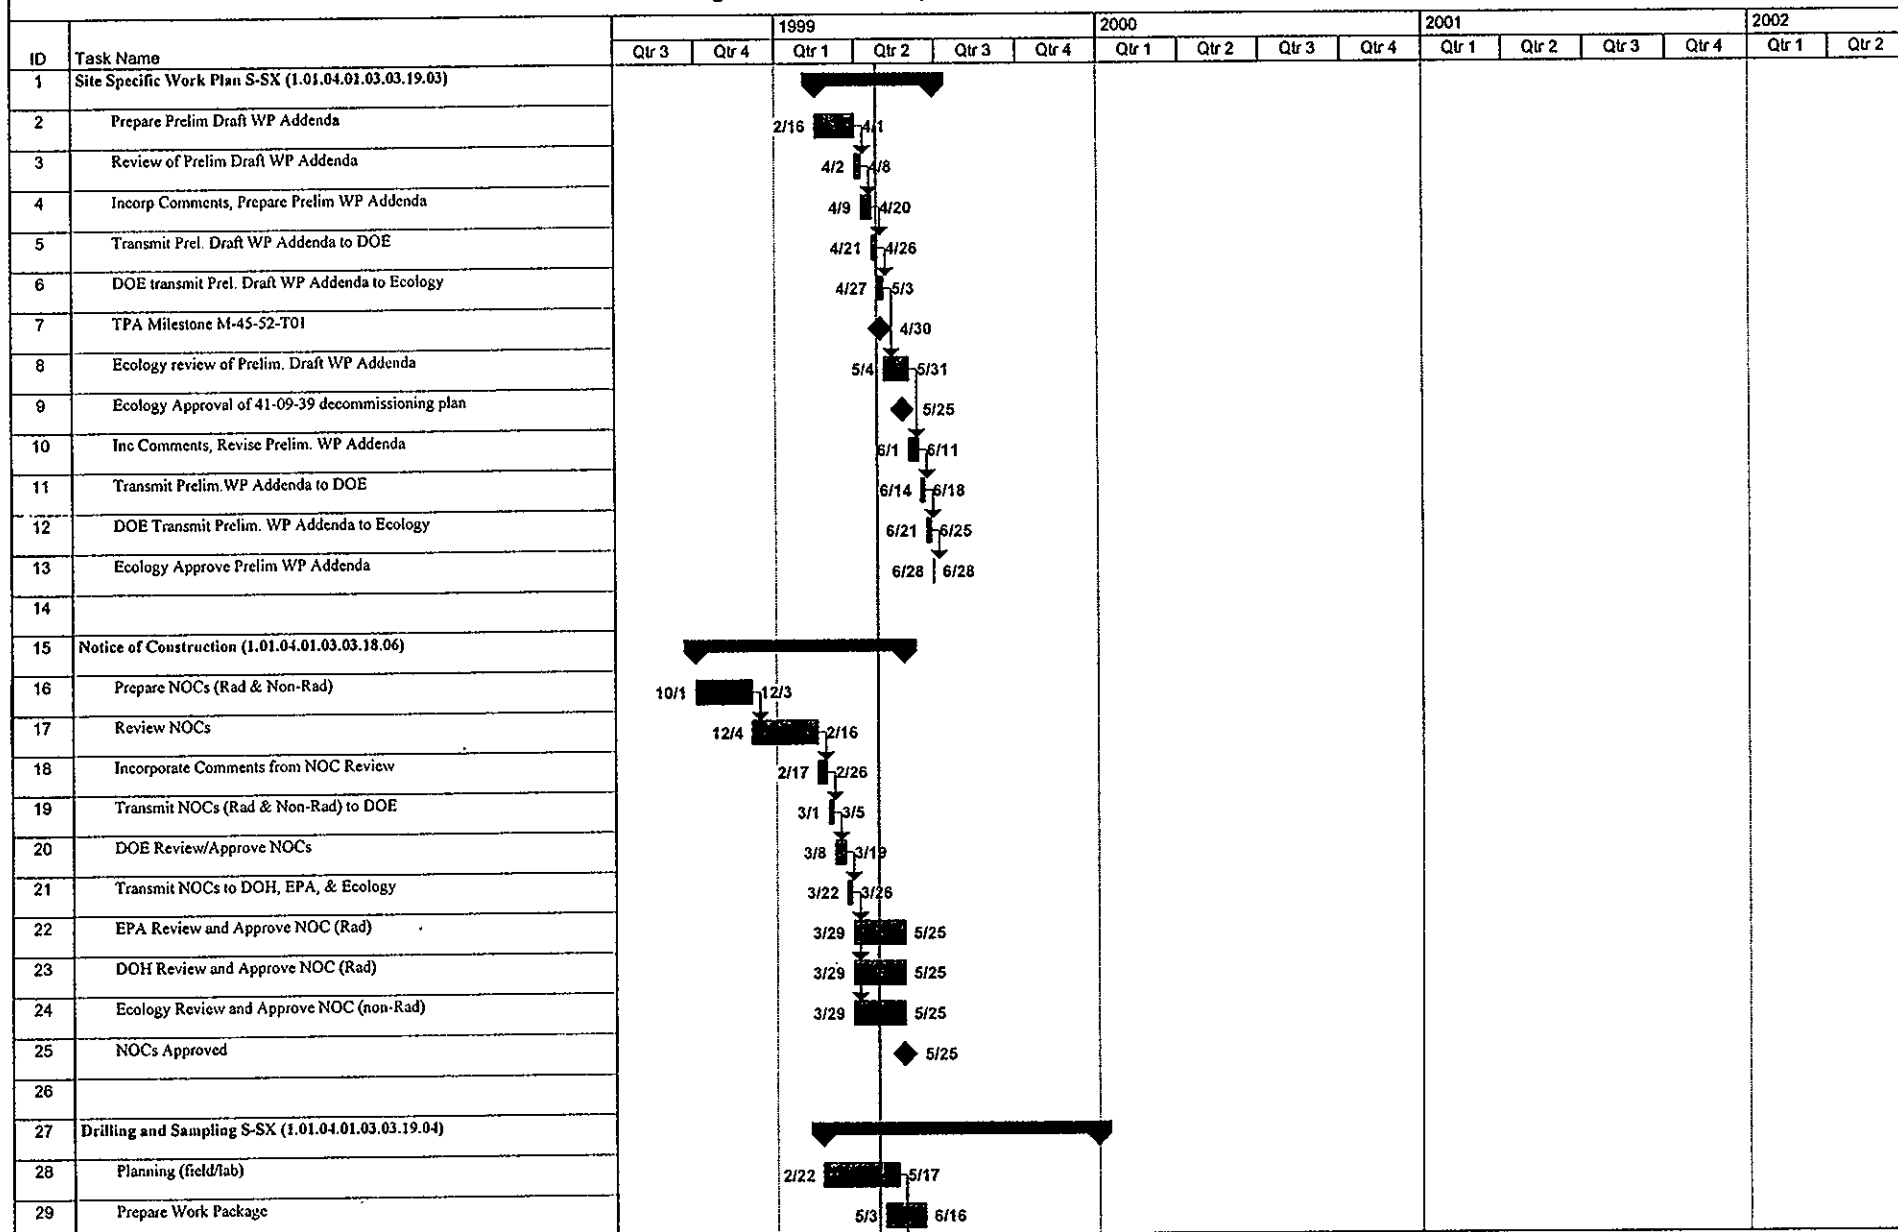 1999 2000 2001 2002
ID Task Name Qtr 3 Qtr 4 Qtr 1 Qtr 2 Qtr 3 Qtr 4 Qtr 1 Qtr 2 Qtr 3 Qtr 4 Qtr 1 Qtr 2 Qtr 3 Qtr 4 Qtr 1 Qtr 2
1 Site Specific Work Plan S-SX (1.01.04.01.03.03.19.03)
2 Prepare Prelim Draft WP Addenda 2/16 4/1
3 Review of Prelim Draft WP Addenda 4/2 4/8
4 Incorp Comments, Prepare Prelim WP Addenda 4/9 4/20
5 Transmit Prel. Draft WP Addenda to DOE 4/21 4/26
6 DOE transmit Prel. Draft WP Addenda to Ecology 4/27 5/3
7 TPA Milestone M-45-52-T01 4/30
8 Ecology review of Prelim. Draft WP Addenda 5/4 5/31
9 Ecology Approval of 41-09-39 decommissioning plan 5/25
10 Inc Comments, Revise Prelim. WP Addenda 6/1 6/11
11 Transmit Prelim.WP Addenda to DOE 6/14 6/18
12 DOE Transmit Prelim. WP Addenda to Ecology 6/21 6/25
13 Ecology Approve Prelim WP Addenda 6/28 6/28
14
15 Notice of Construction (1.01.04.01.03.03.18.06)
16 Prepare NOCs (Rad & Non-Rad) 10/1 12/3
17 Review NOCs 12/4 2/16
18 Incorporate Comments from NOC Review 2/17 2/26
19 Transmit NOCs (Rad & Non-Rad) to DOE 3/1 3/5
20 DOE Review/Approve NOCs 3/8 3/19
21 Transmit NOCs to DOH, EPA, & Ecology 3/22 3/26
22 EPA Review and Approve NOC (Rad) 3/29 5/25
23 DOH Review and Approve NOC (Rad) 3/29 5/25
24 Ecology Review and Approve NOC (non-Rad) 3/29 5/25
25 NOCs Approved 5/25
26
27 Drilling and Sampling S-SX (1.01.04.01.03.03.19.04)
28 Planning (field/lab) 2/22 5/17
29 Prepare Work Package 5/3 6/16